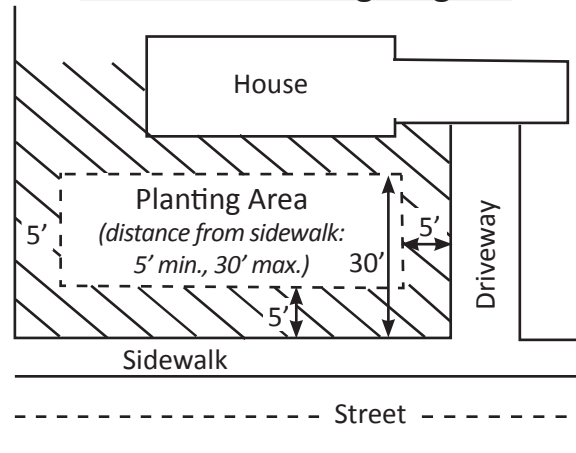 House
Planting Area
(distance from sidewalk:
5’ min., 30’ max.)
30’
5’
5’
5’
Driveway
Sidewalk
Street